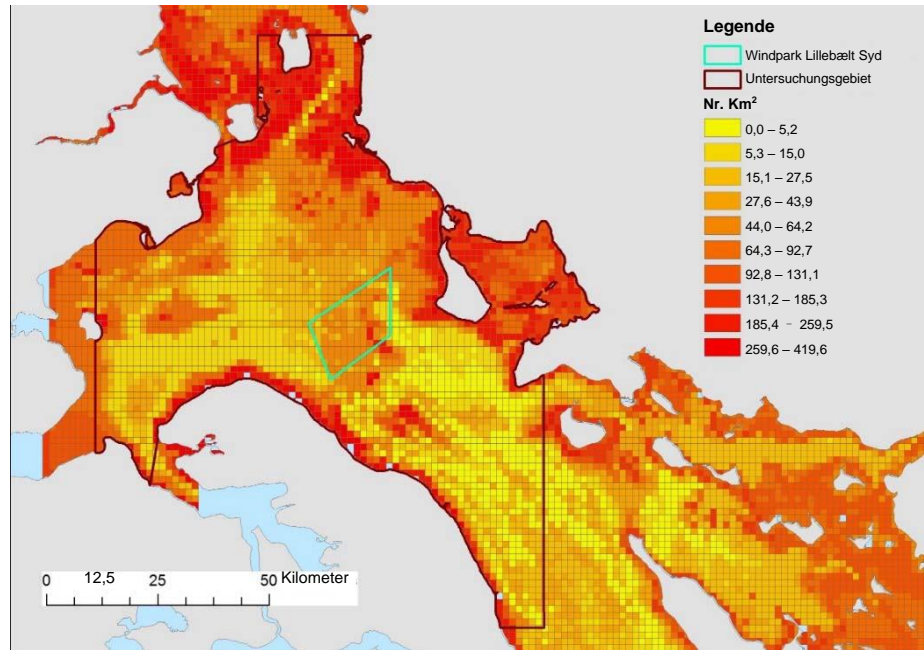 Legende
Windpark Lillebælt Syd
Untersuchungsgebiet
Nr. Km²
0,0 – 5,2
5,3 – 15,0
15,1 – 27,5
27,6 – 43,9
44,0 – 64,2
64,3 – 92,7
92,8 – 131,1
131,2 – 185,3
185,4 – 259,5
259,6 – 419,6
0 12,5 25 50 Kilometer